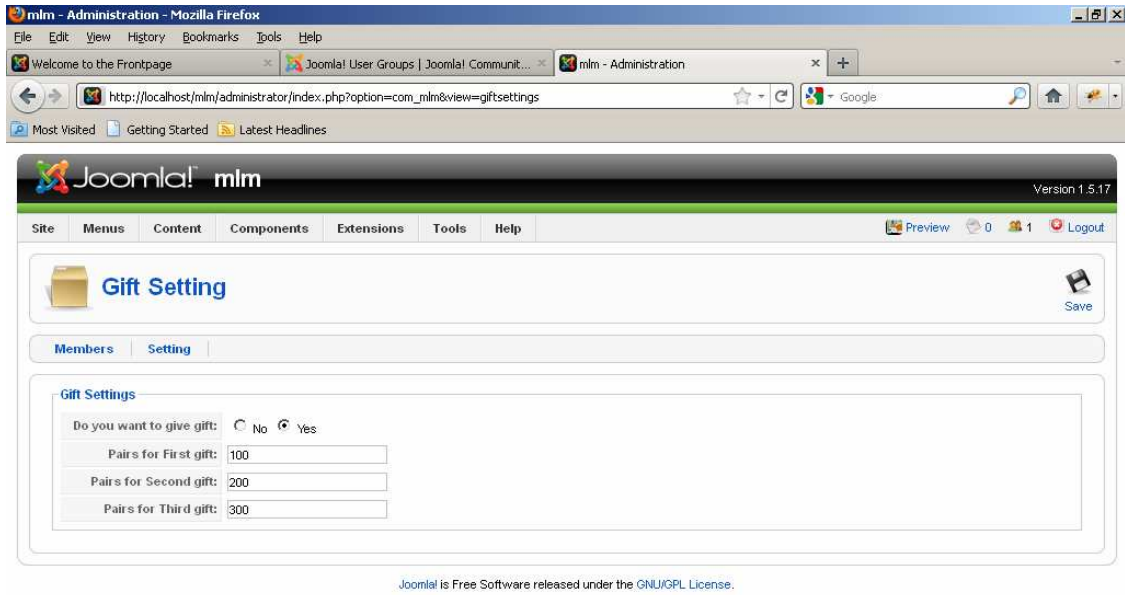 mlm - Administration - Mozilla Firefox
File Edit View History Bookmarks Tools Help
Welcome to the Frontpage
Joomla! User Groups | Joomla! Communit...
mlm - Administration
http://localhost/mlm/administrator/index.php?option=com_mlm&view=giftsettings
Google
Most Visited Getting Started Latest Headlines
Joomla! mlm
Version 1.5.17
Site Menus Content Components Extensions Tools Help Preview 0 1 Logout
Gift Setting
Save
Members Setting
Gift Settings
Do you want to give gift: No Yes
Pairs for First gift: 100
Pairs for Second gift: 200
Pairs for Third gift: 300
Joomla! is Free Software released under the GNU/GPL License.